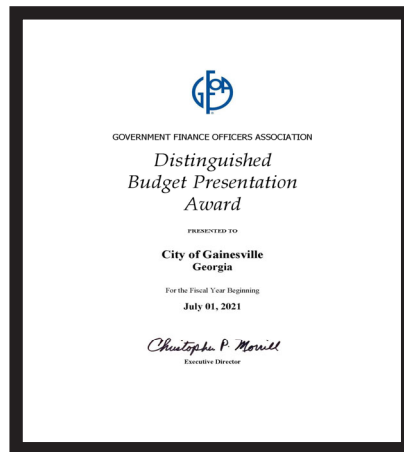 GFOA
GOVERNMENT FINANCE OFFICERS ASSOCIATION
Distinguished
Budget Presentation
Award
PRESENTED TO
City of Gainesville
Georgia
For the Fiscal Year Beginning
July 01, 2021
Christopher P. Morrill
Executive Director